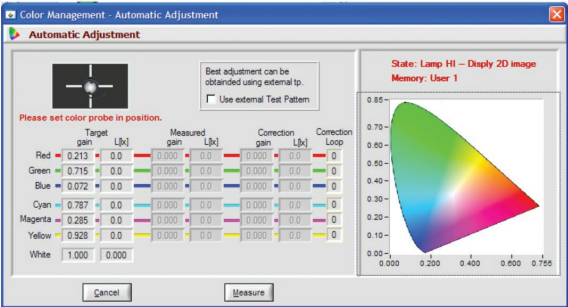 Color Management - Automatic Adjustment
Automatic Adjustment
Best adjustment can be
obtainded using external tp.
Use external Test Pattern
Please set color probe in position.
State: Lamp HI – Disply 2D image
Memory: User 1
Target Measured Correction Correction
gain L[lx] gain L[lx] gain L[lx] Loop
Red 0.213 0.0 0.000 0.0 0.000 0.0 0
Green 0.715 0.0 0.000 0.0 0.000 0.0 0
Blue 0.072 0.0 0.000 0.0 0.000 0.0 0
Cyan 0.787 0.0 0.000 0.0 0.000 0.0 0
Magenta 0.285 0.0 0.000 0.0 0.000 0.0 0
Yellow 0.928 0.0 0.000 0.0 0.000 0.0 0
White 1.000 0.000
Cancel Measure
0.85
0.70
0.60
0.50
0.40
0.30
0.20
0.10
0.00
0.000 0.200 0.400 0.600 0.755